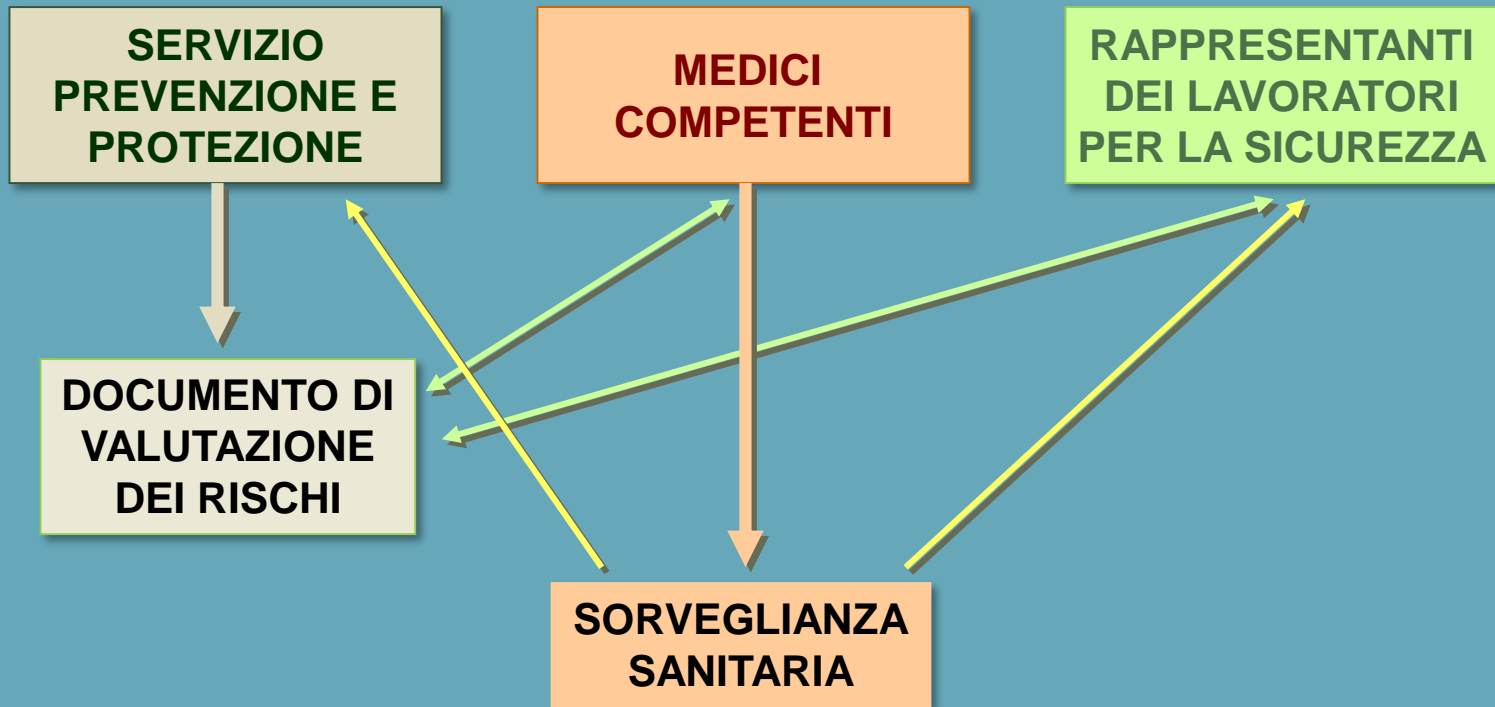 SERVIZIO
PREVENZIONE E
PROTEZIONE
MEDICI
COMPETENTI
RAPPRESENTANTI
DEI LAVORATORI
PER LA SICUREZZA
DOCUMENTO DI
VALUTAZIONE
DEI RISCHI
SORVEGLIANZA
SANITARIA